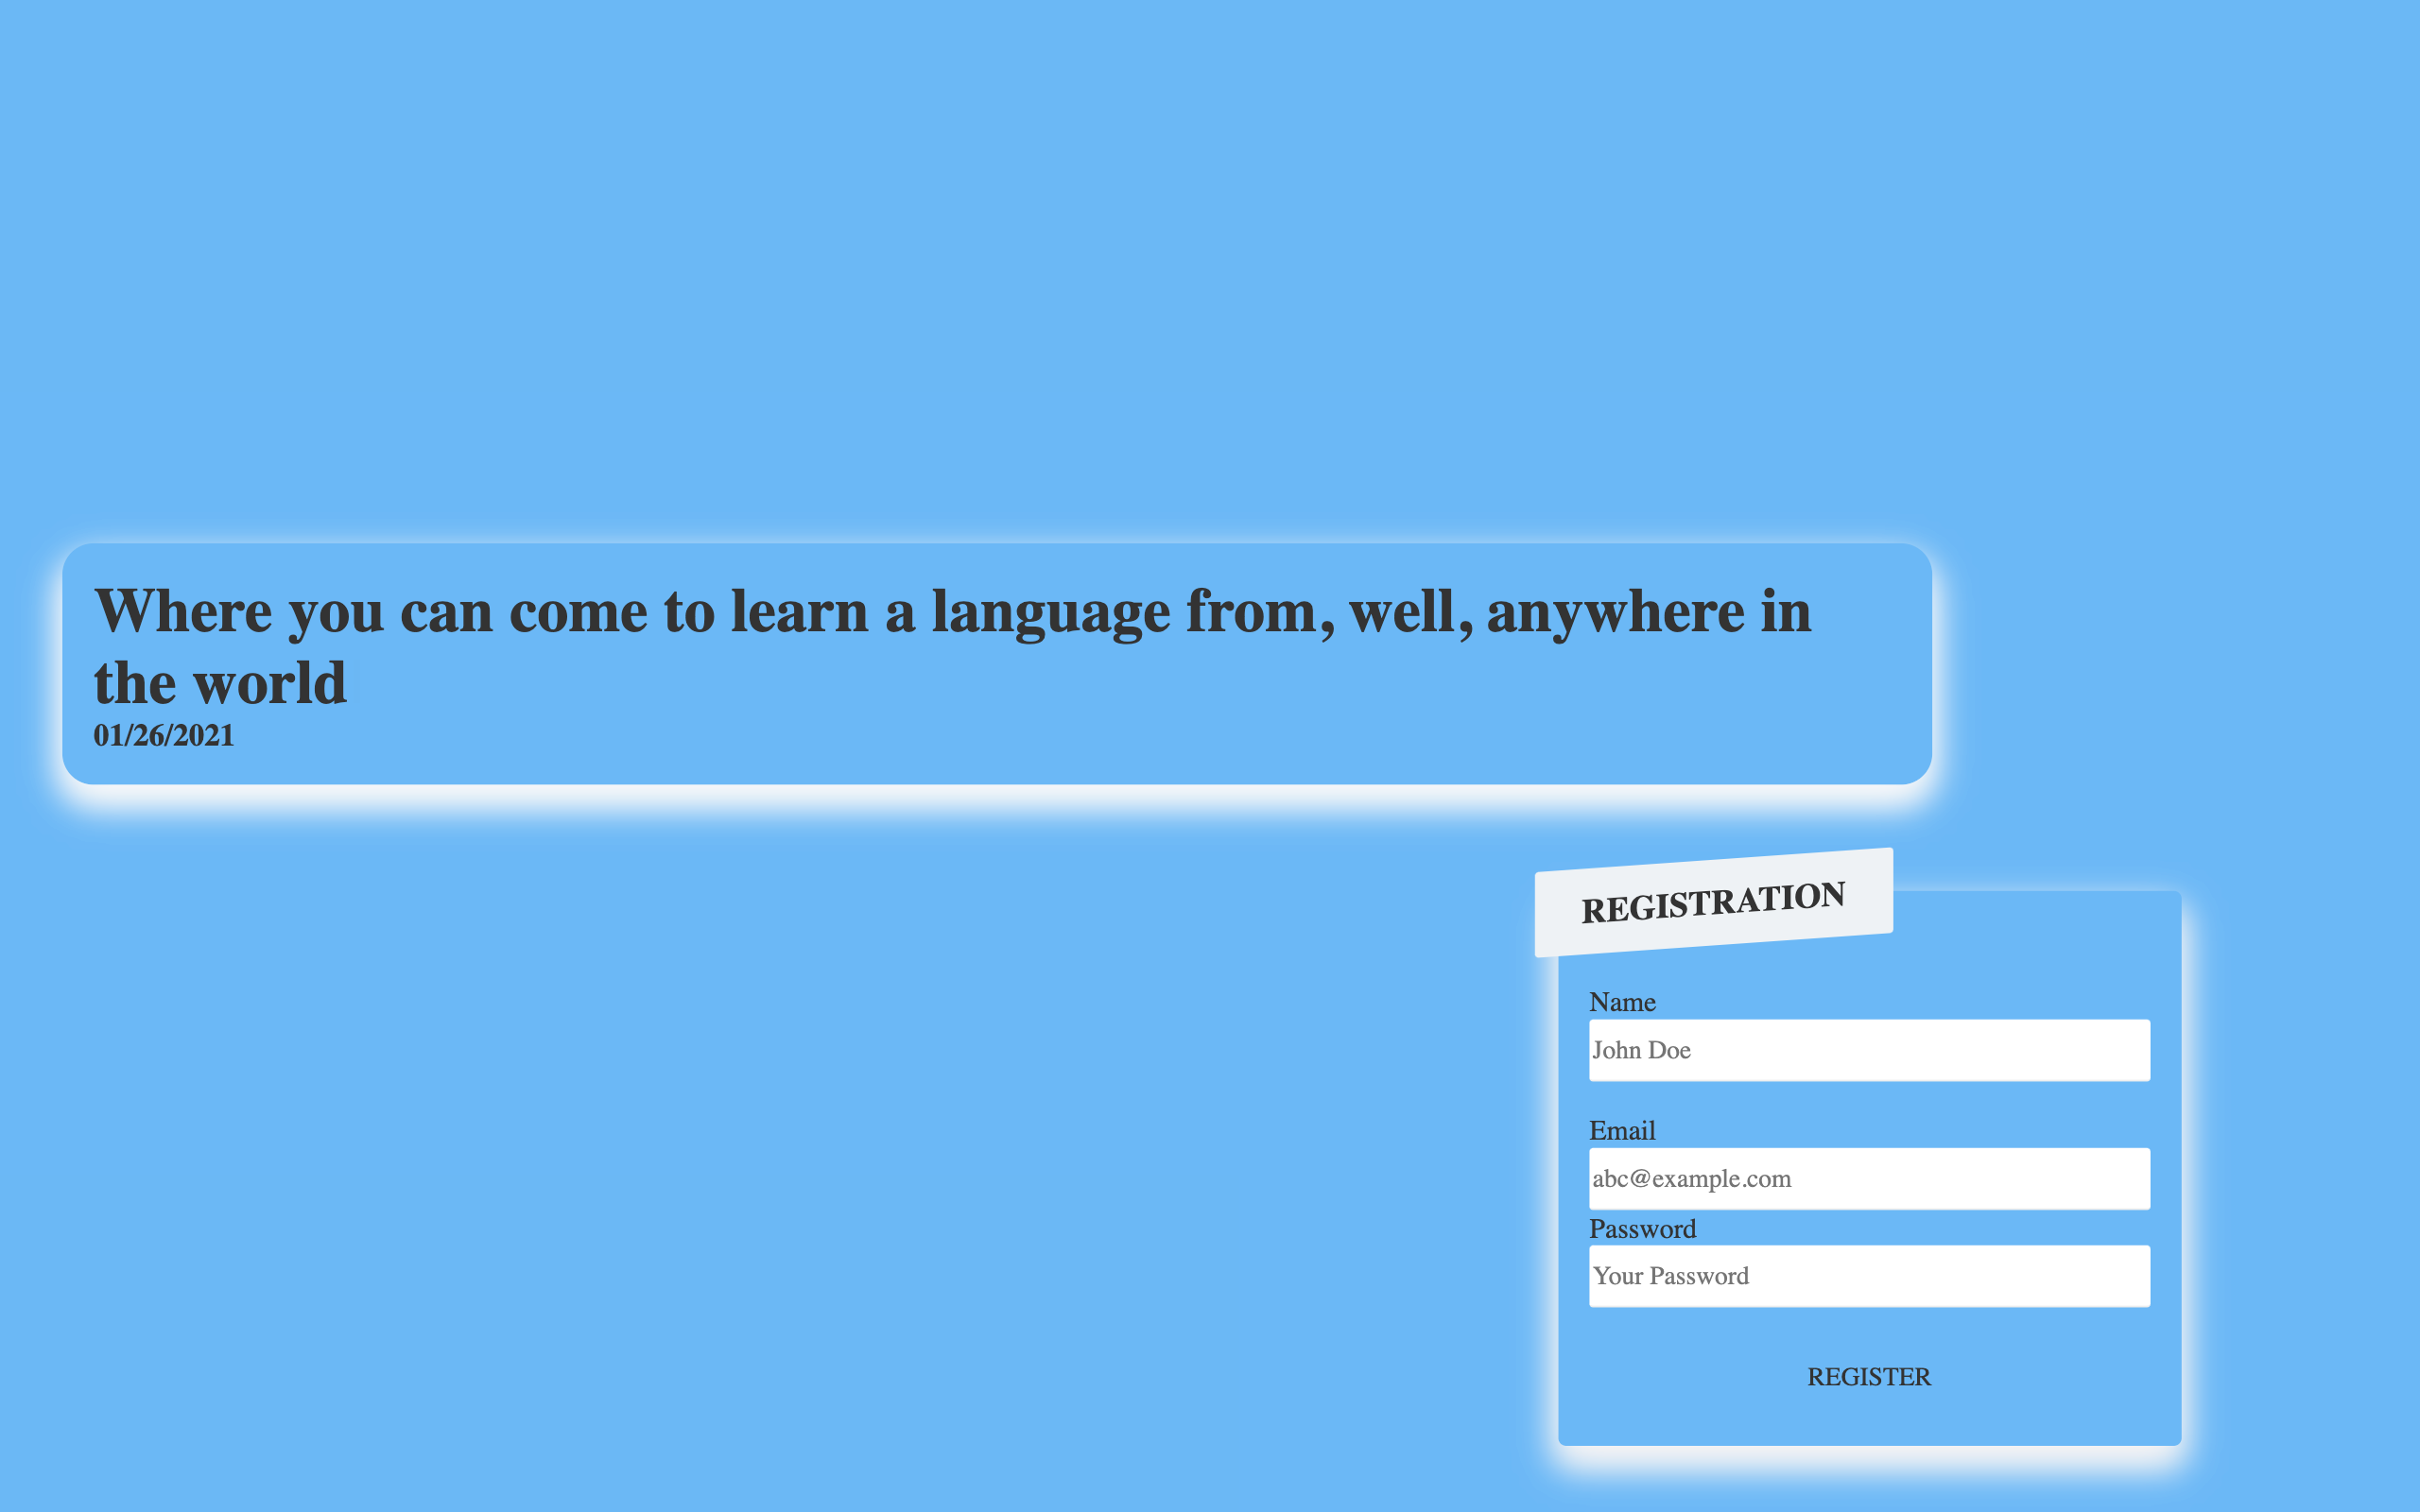 Where you can come to learn a language from, well, anywhere in
the world
01/26/2021
REGISTRATION
Name
John Doe
Email
abc@example.com
Password
Your Password
REGISTER